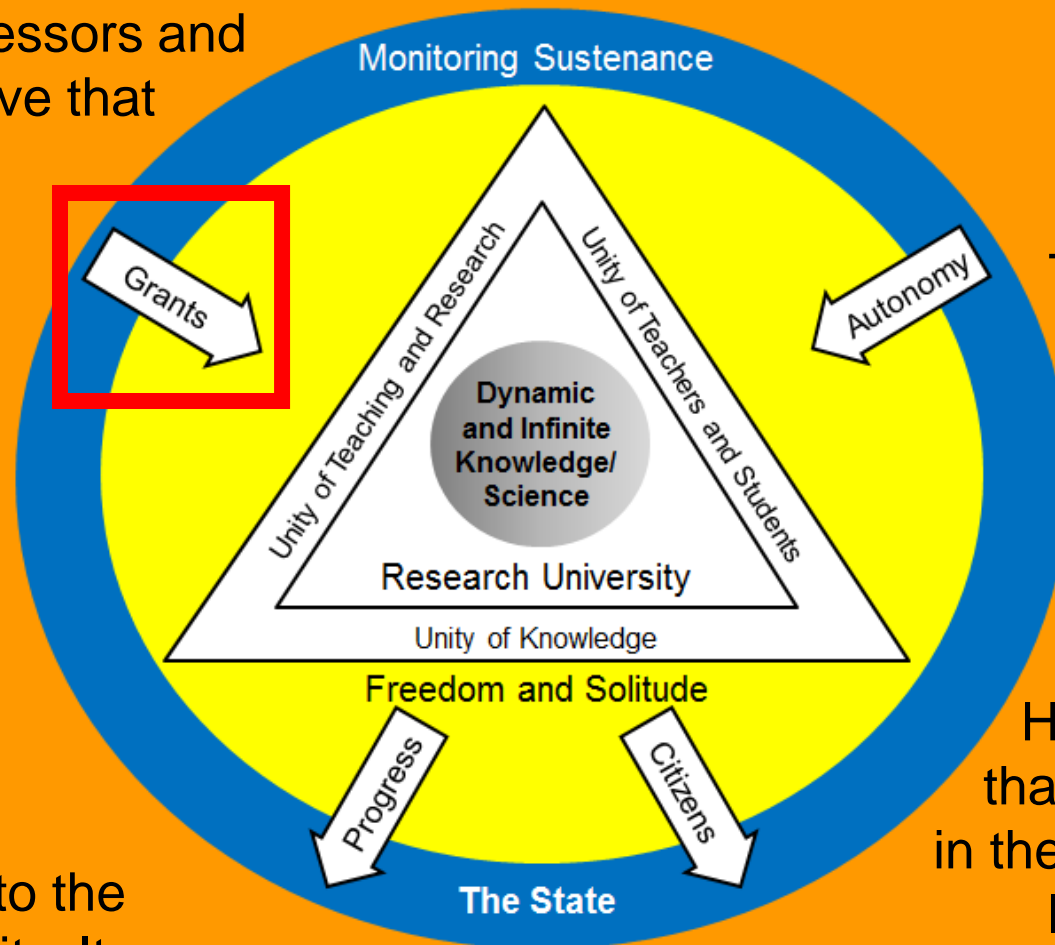 essors and
ve that
Monitoring Sustenance
Grants
Autonomy
Unity of Teaching and Research
Unity of Teachers and Students
Dynamic
and Infinite
Knowledge/
Science
Research University
Unity of Knowledge
Freedom and Solitude
Progress
Citizens
The State
H
tha
in the
to the